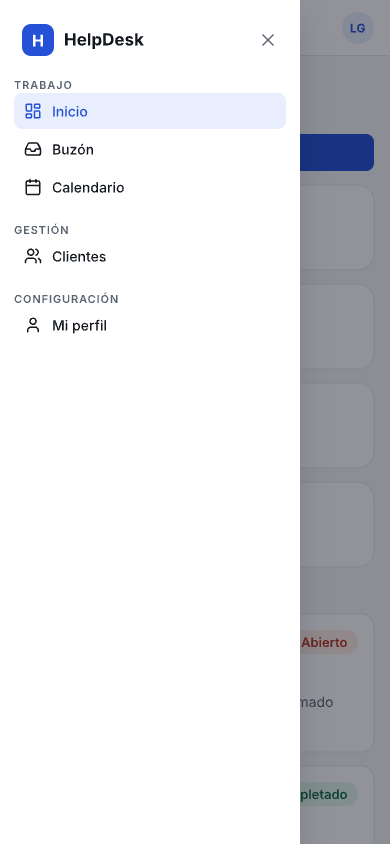 H HelpDesk
LG
TRABAJO
Inicio
Buzón
Calendario
GESTIÓN
Clientes
CONFIGURACIÓN
Mi perfil
Abierto
mado
pletado